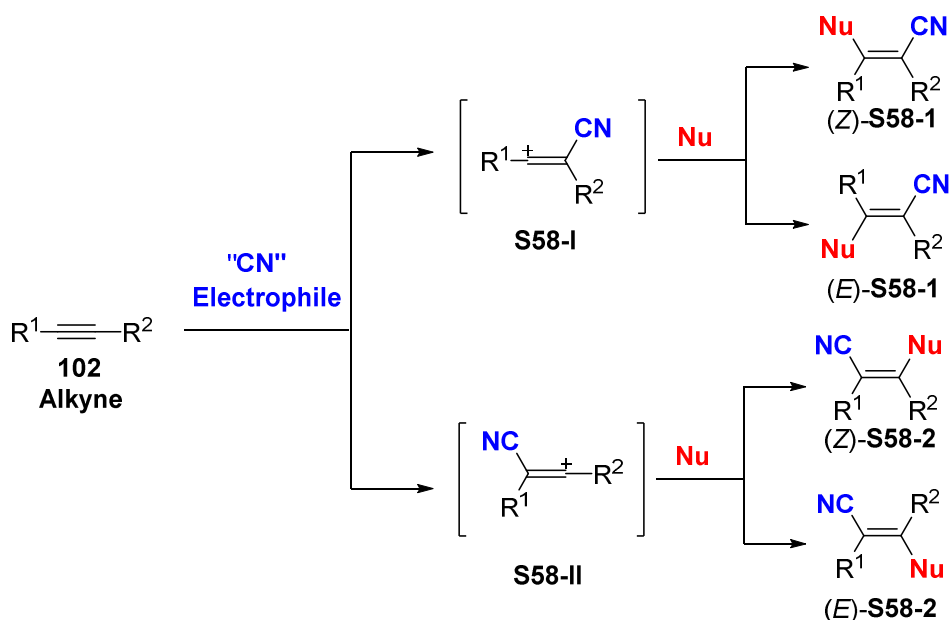 Nu CN
R¹ R²
(Z)-S58-1
CN
R¹ +
R²
S58-I
Nu
R¹ CN
Nu R²
(E)-S58-1
"CN"
Electrophile
R¹ R²
102
Alkyne
NC Nu
R¹ R²
(Z)-S58-2
NC
+ R²
R¹
S58-II
Nu
NC R²
R¹ Nu
(E)-S58-2